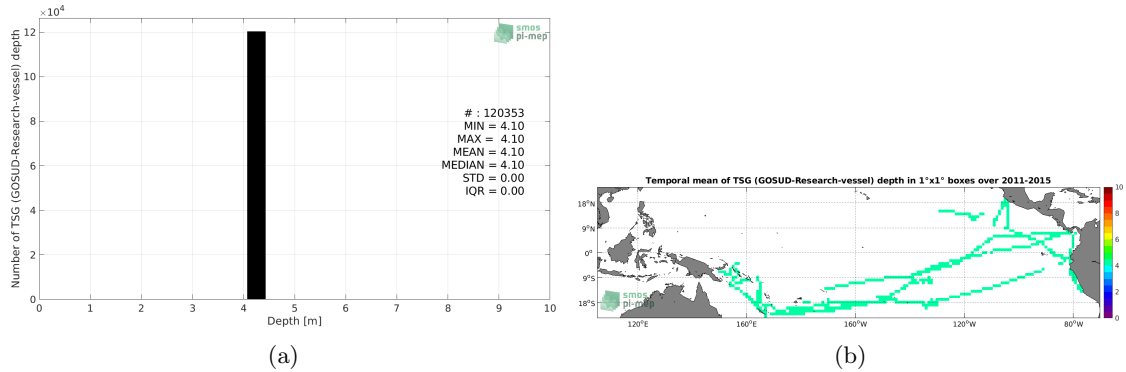 ×10⁴
12
10
8
6
4
2
0
Number of TSG (GOSUD-Research-vessel) depth
0 1 2 3 4 5 6 7 8 9 10
Depth [m]
smos
pi-mep
# : 120353
MIN = 4.10
MAX = 4.10
MEAN = 4.10
MEDIAN = 4.10
STD = 0.00
IQR = 0.00
(a)
Temporal mean of TSG (GOSUD-Research-vessel) depth in 1°x1° boxes over 2011-2015
18°N
9°N
0°
9°S
18°S
120°E 160°E 160°W 120°W 80°W
smos
pi-mep
10
8
6
4
2
0
(b)